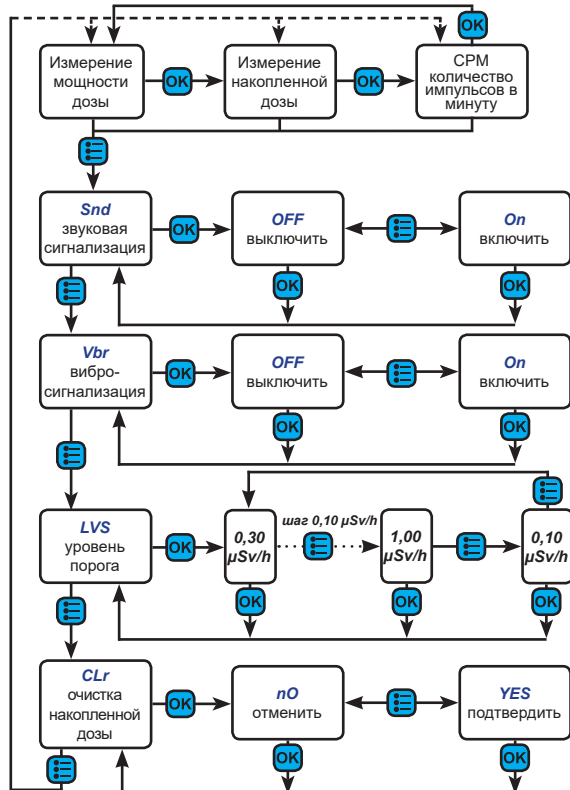 OK
Измерение
мощности
дозы
OK
Измерение
накопленной
дозы
OK
CPM
количество
импульсов в
минуту
Snd
звуковая
сигнализация
OK
OFF
выключить
On
включить
OK
OK
Vbr
вибро-
сигнализация
OK
OFF
выключить
On
включить
OK
OK
LVS
уровень
порога
OK
0,30
µSv/h
шаг 0,10 µSv/h
1,00
µSv/h
0,10
µSv/h
OK
OK
OK
CLr
очистка
накопленной
дозы
OK
nO
отменить
YES
подтвердить
OK
OK